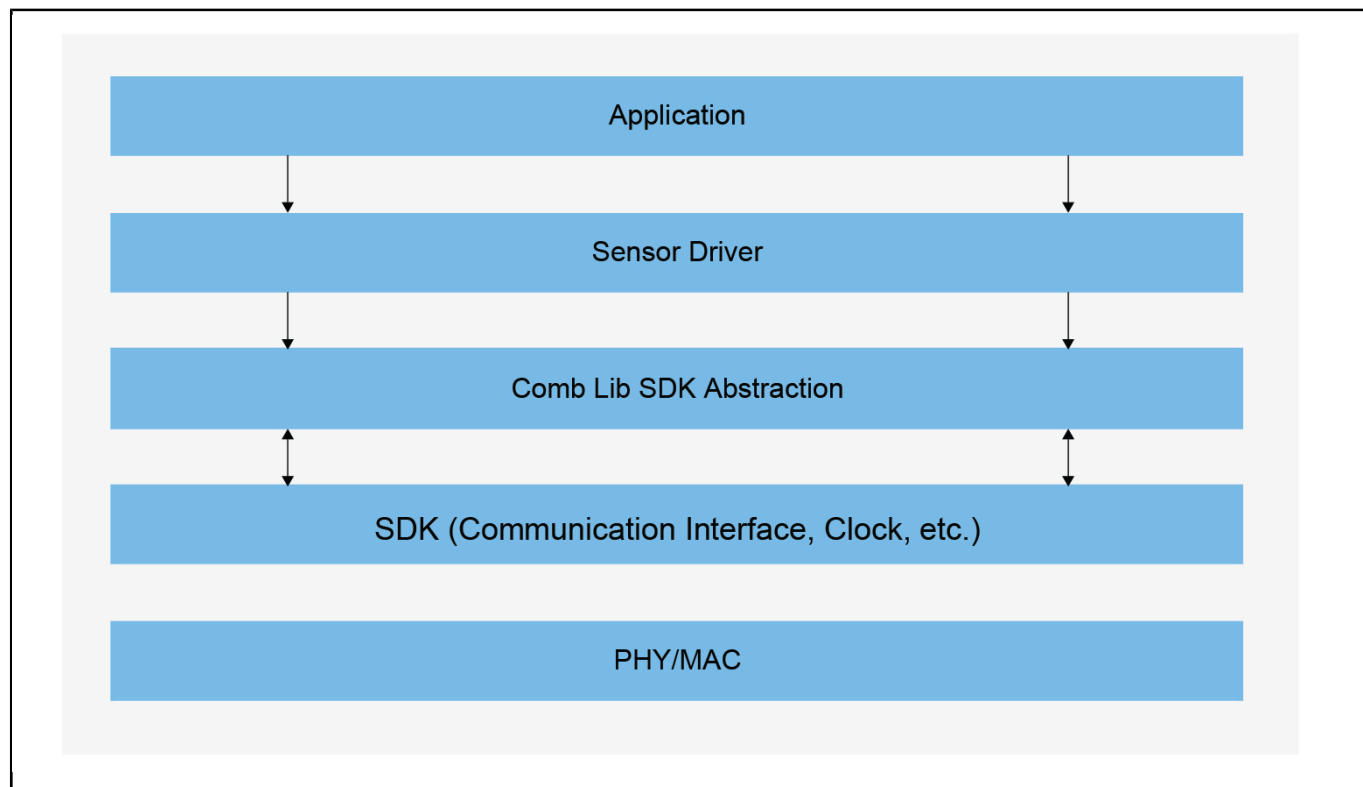 Application
Sensor Driver
Comb Lib SDK Abstraction
SDK (Communication Interface, Clock, etc.)
PHY/MAC